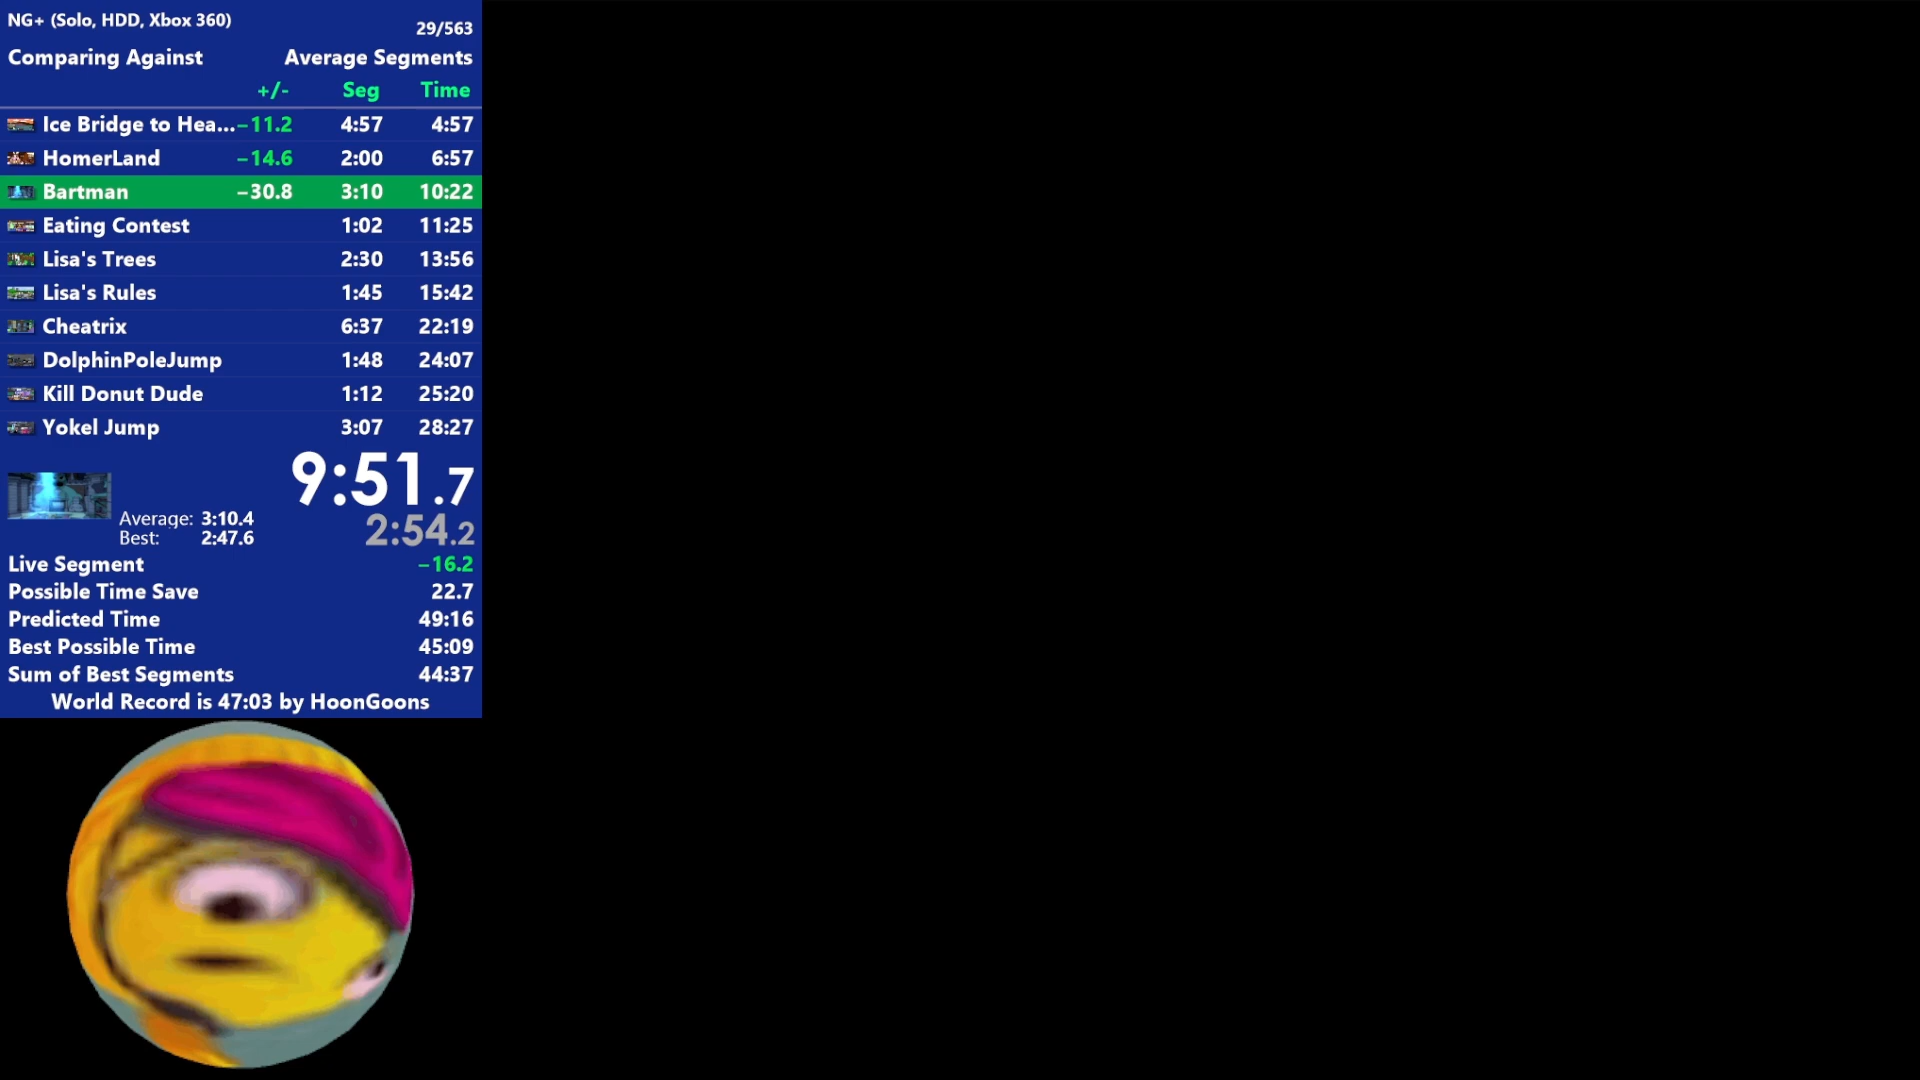 NG+ (Solo, HDD, Xbox 360)
29/563
Comparing Against Average Segments
+/- Seg Time
Ice Bridge to Hea... −11.2 4:57 4:57
HomerLand −14.6 2:00 6:57
Bartman −30.8 3:10 10:22
Eating Contest 1:02 11:25
Lisa's Trees 2:30 13:56
Lisa's Rules 1:45 15:42
Cheatrix 6:37 22:19
DolphinPoleJump 1:48 24:07
Kill Donut Dude 1:12 25:20
Yokel Jump 3:07 28:27
9:51.7
Average: 3:10.4
2:54.2
Best: 2:47.6
Live Segment −16.2
Possible Time Save 22.7
Predicted Time 49:16
Best Possible Time 45:09
Sum of Best Segments 44:37
World Record is 47:03 by HoonGoons